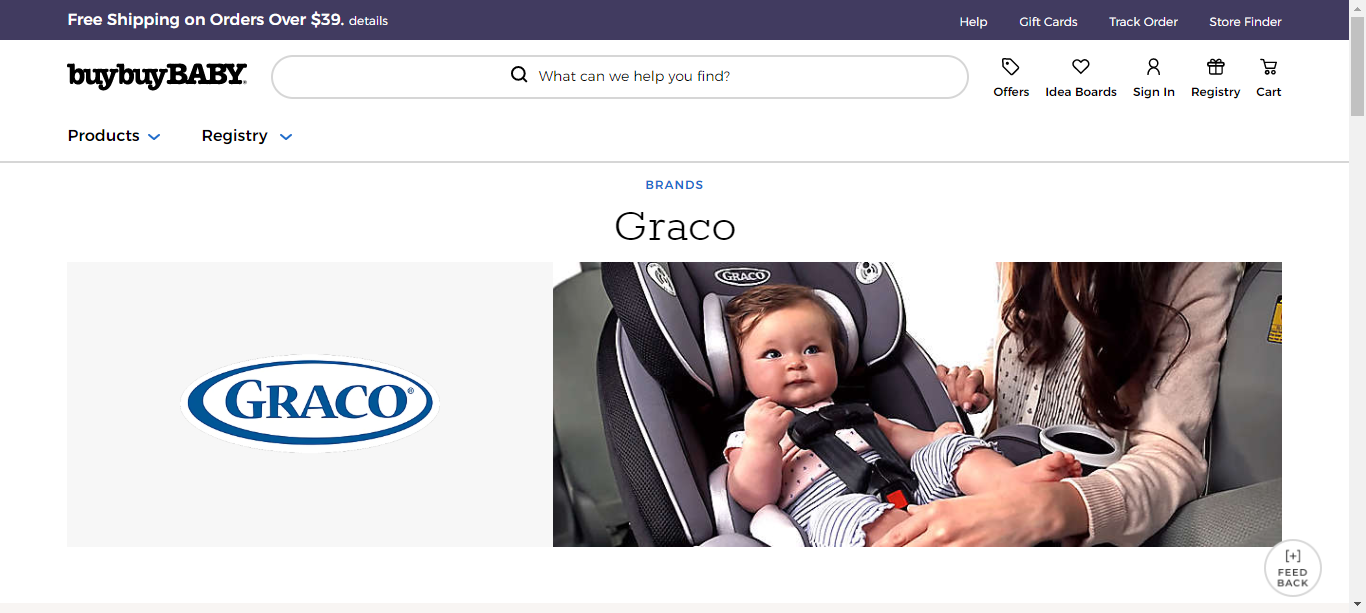 Free Shipping on Orders Over $39. details
Help Gift Cards Track Order Store Finder
buybuyBABY
What can we help you find?
Offers Idea Boards Sign In Registry Cart
Products Registry
BRANDS
Graco
GRACO®
GRACO
[+]
FEED
BACK